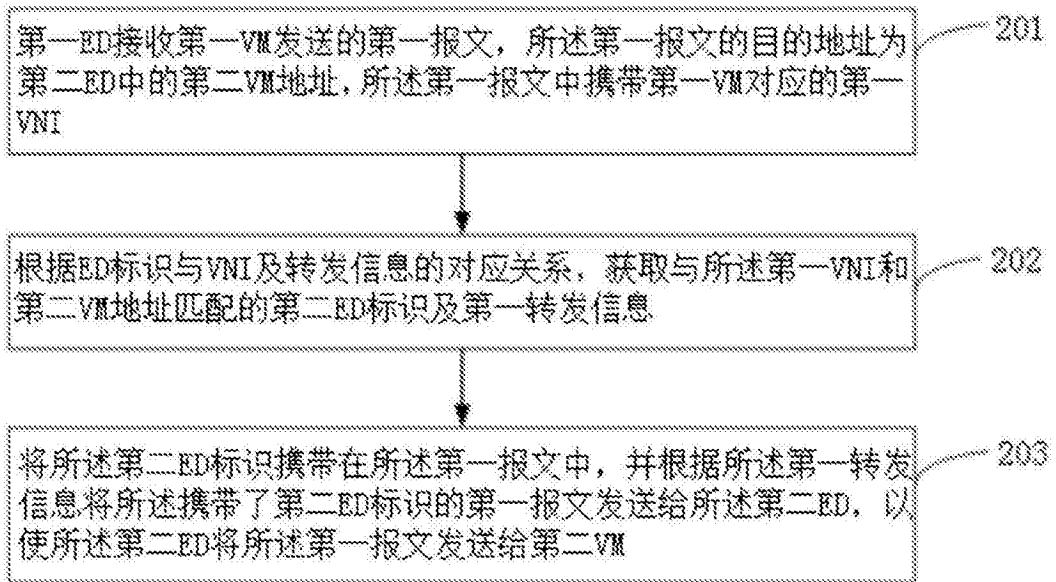 第一ED接收第一VM发送的第一报文，所述第一报文的目的地址为
第二ED中的第二VM地址，所述第一报文中携带第一VM对应的第一
VNI
201
根据ED标识与VNI及转发信息的对应关系，获取与所述第一VNI和
第二VM地址匹配的第二ED标识及第一转发信息
202
将所述第二ED标识携带在所述第一报文中，并根据所述第一转发
信息将所述携带了第二ED标识的第一报文发送给所述第二ED，以
使所述第二ED将所述第一报文发送给第二VM
203